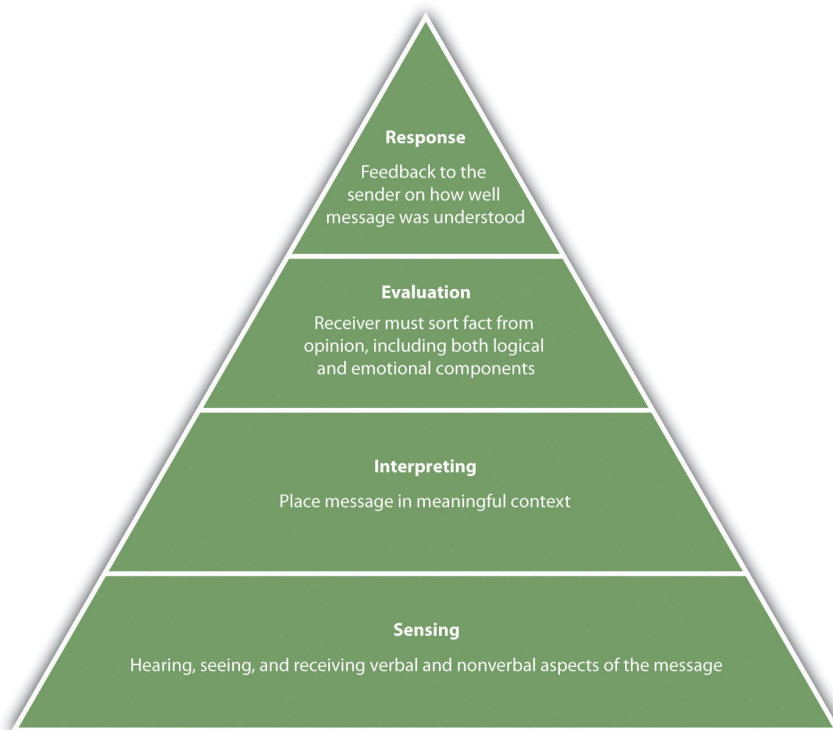 Response
Feedback to the
sender on how well
message was understood
Evaluation
Receiver must sort fact from
opinion, including both logical
and emotional components
Interpreting
Place message in meaningful context
Sensing
Hearing, seeing, and receiving verbal and nonverbal aspects of the message